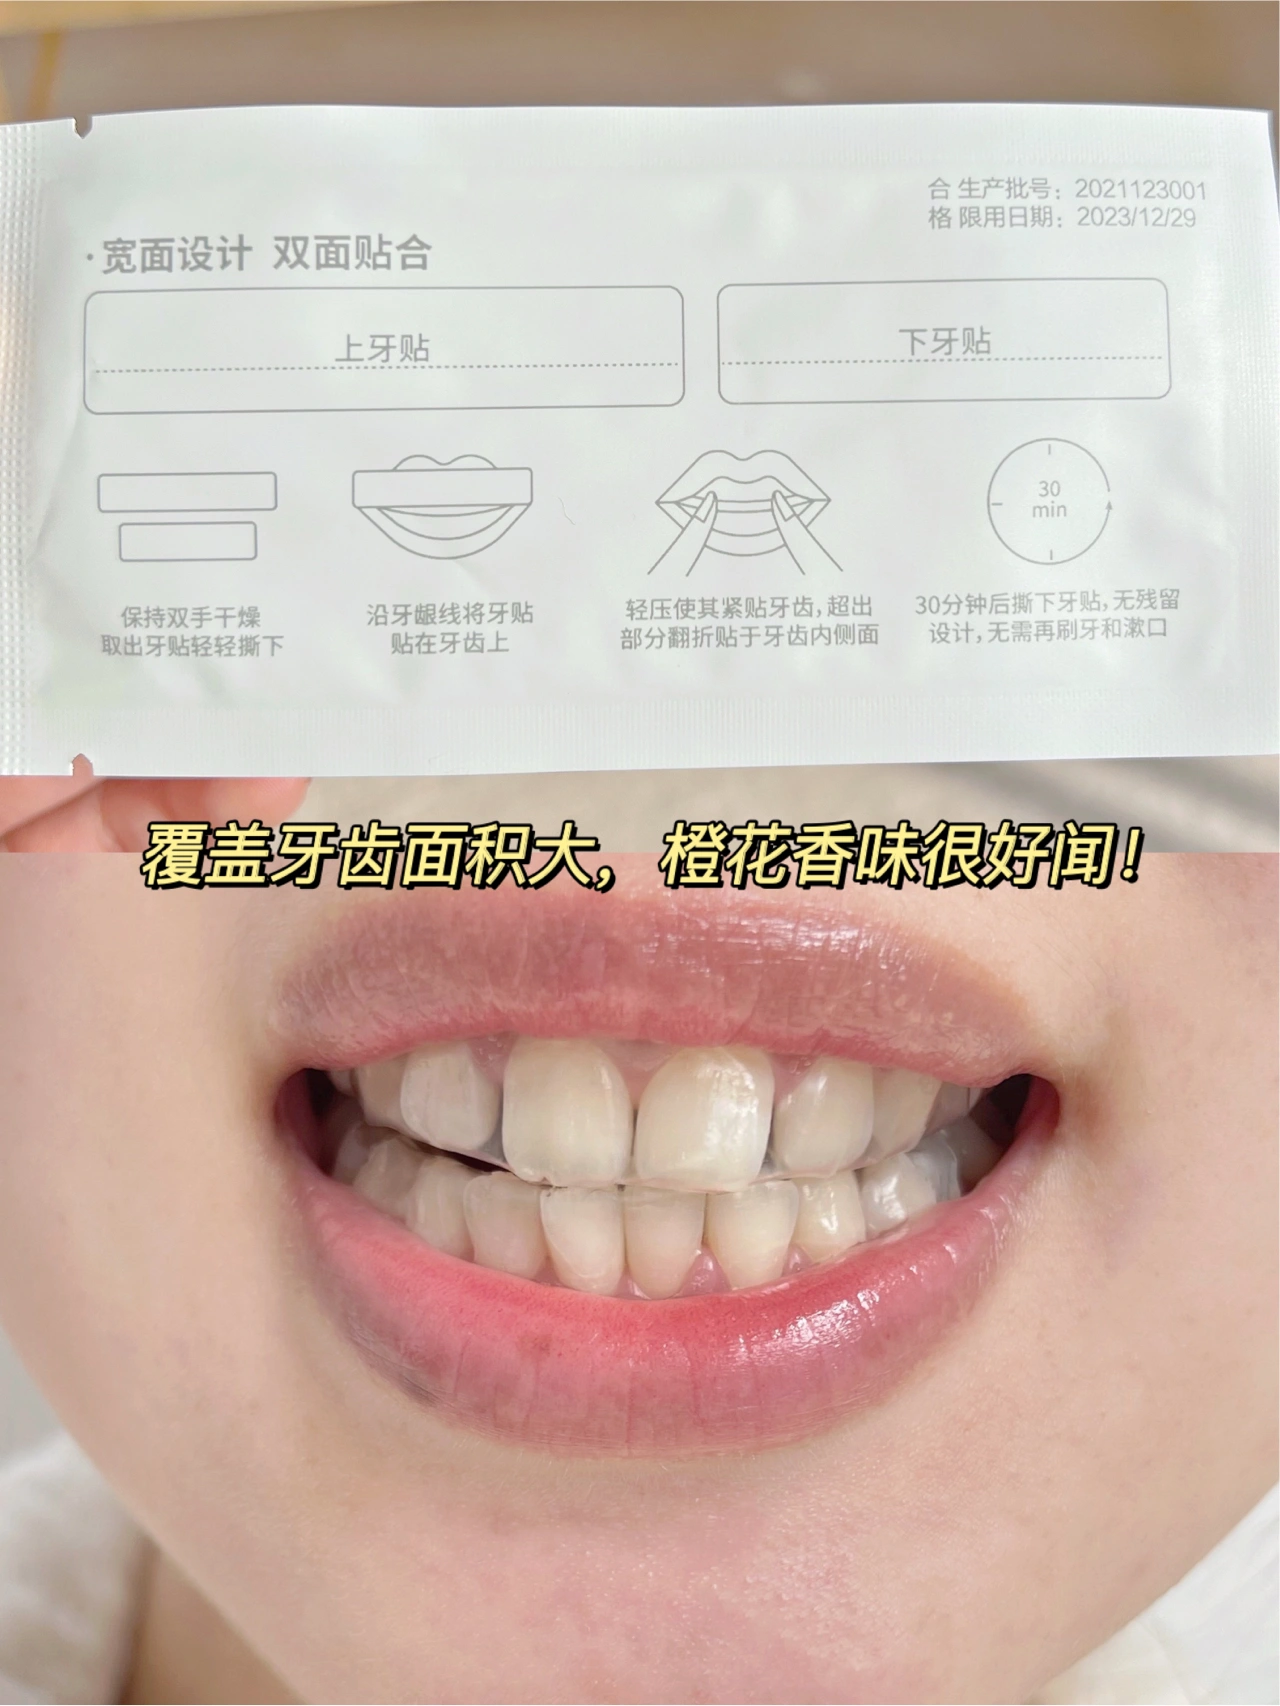 合 生产批号：2021123001
格 限用日期：2023/12/29
·宽面设计 双面贴合
上牙贴
下牙贴
30
min
保持双手干燥
取出牙贴轻轻撕下
沿牙龈线将牙贴
贴在牙齿上
轻压使其紧贴牙齿，超出
部分翻折贴于牙齿内侧面
30分钟后撕下牙贴，无残留
设计，无需再刷牙和漱口
覆盖牙齿面积大， 橙花香味很好闻！